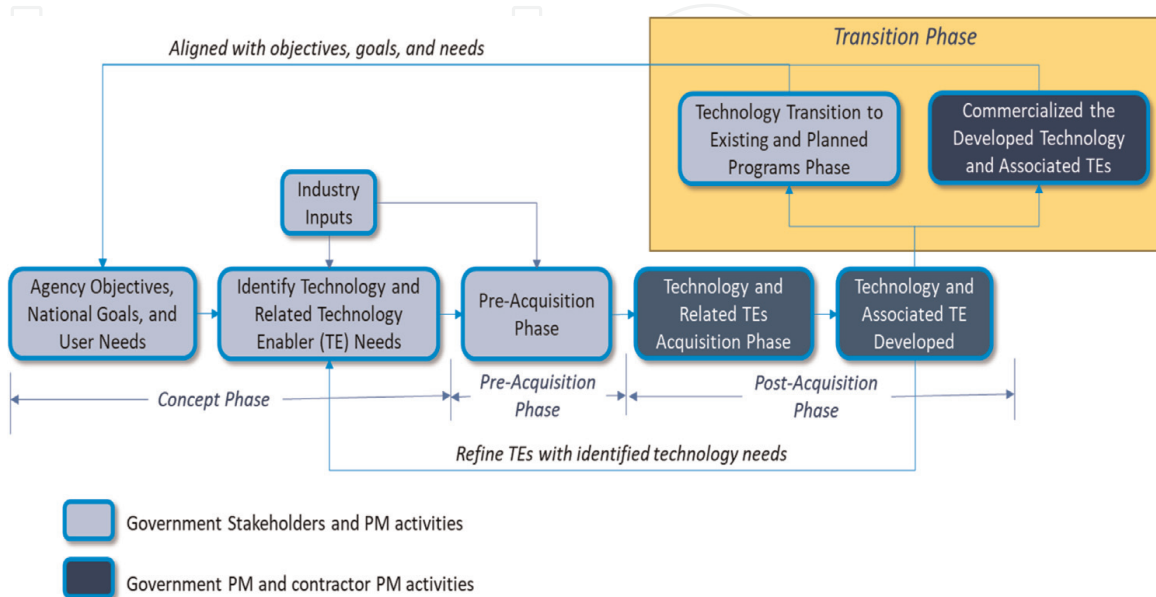 Aligned with objectives, goals, and needs
Transition Phase
Technology Transition to
Existing and Planned
Programs Phase
Commercialized the
Developed Technology
and Associated TEs
Industry
Inputs
Agency Objectives,
National Goals, and
User Needs
Identify Technology and
Related Technology
Enabler (TE) Needs
Pre-Acquisition
Phase
Technology and
Related TEs
Acquisition Phase
Technology and
Associated TE
Developed
Concept Phase
Pre-Acquisition
Phase
Post-Acquisition
Phase
Refine TEs with identified technology needs
Government Stakeholders and PM activities
Government PM and contractor PM activities